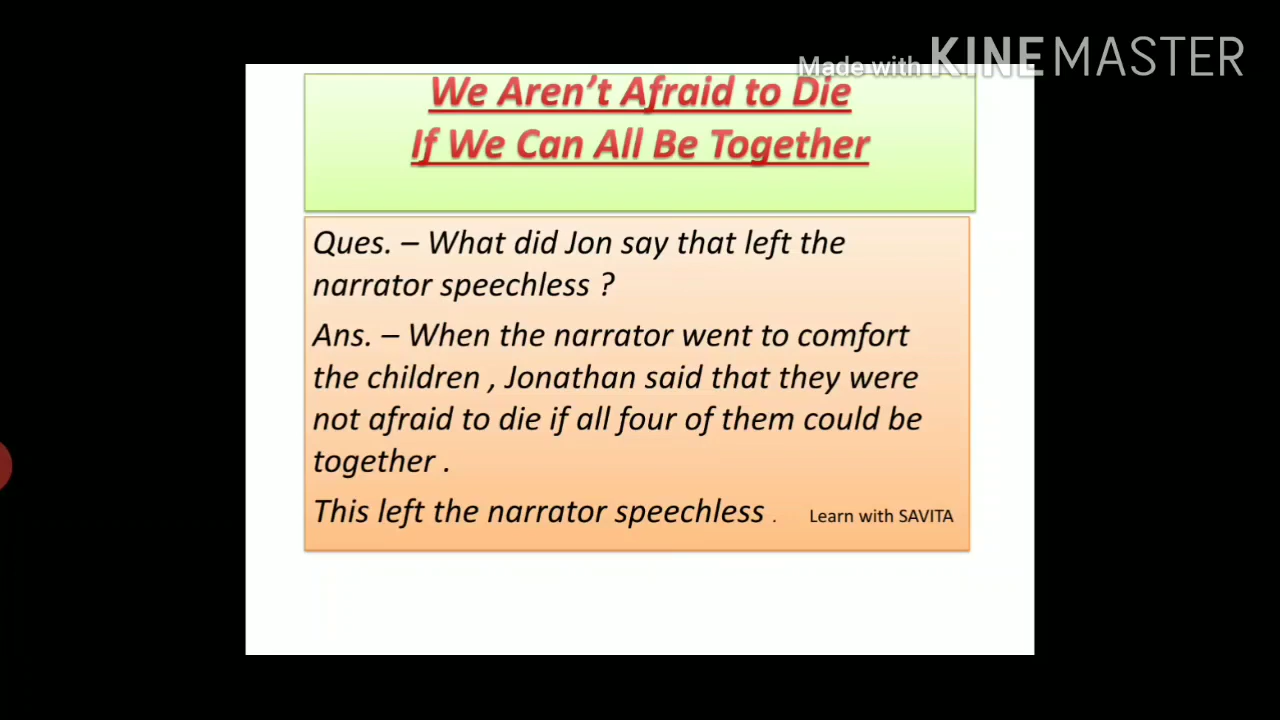 Made with KINEMASTER
We Aren't Afraid to Die
If We Can All Be Together
Ques. – What did Jon say that left the
narrator speechless ?
Ans. – When the narrator went to comfort
the children , Jonathan said that they were
not afraid to die if all four of them could be
together .
This left the narrator speechless . Learn with SAVITA